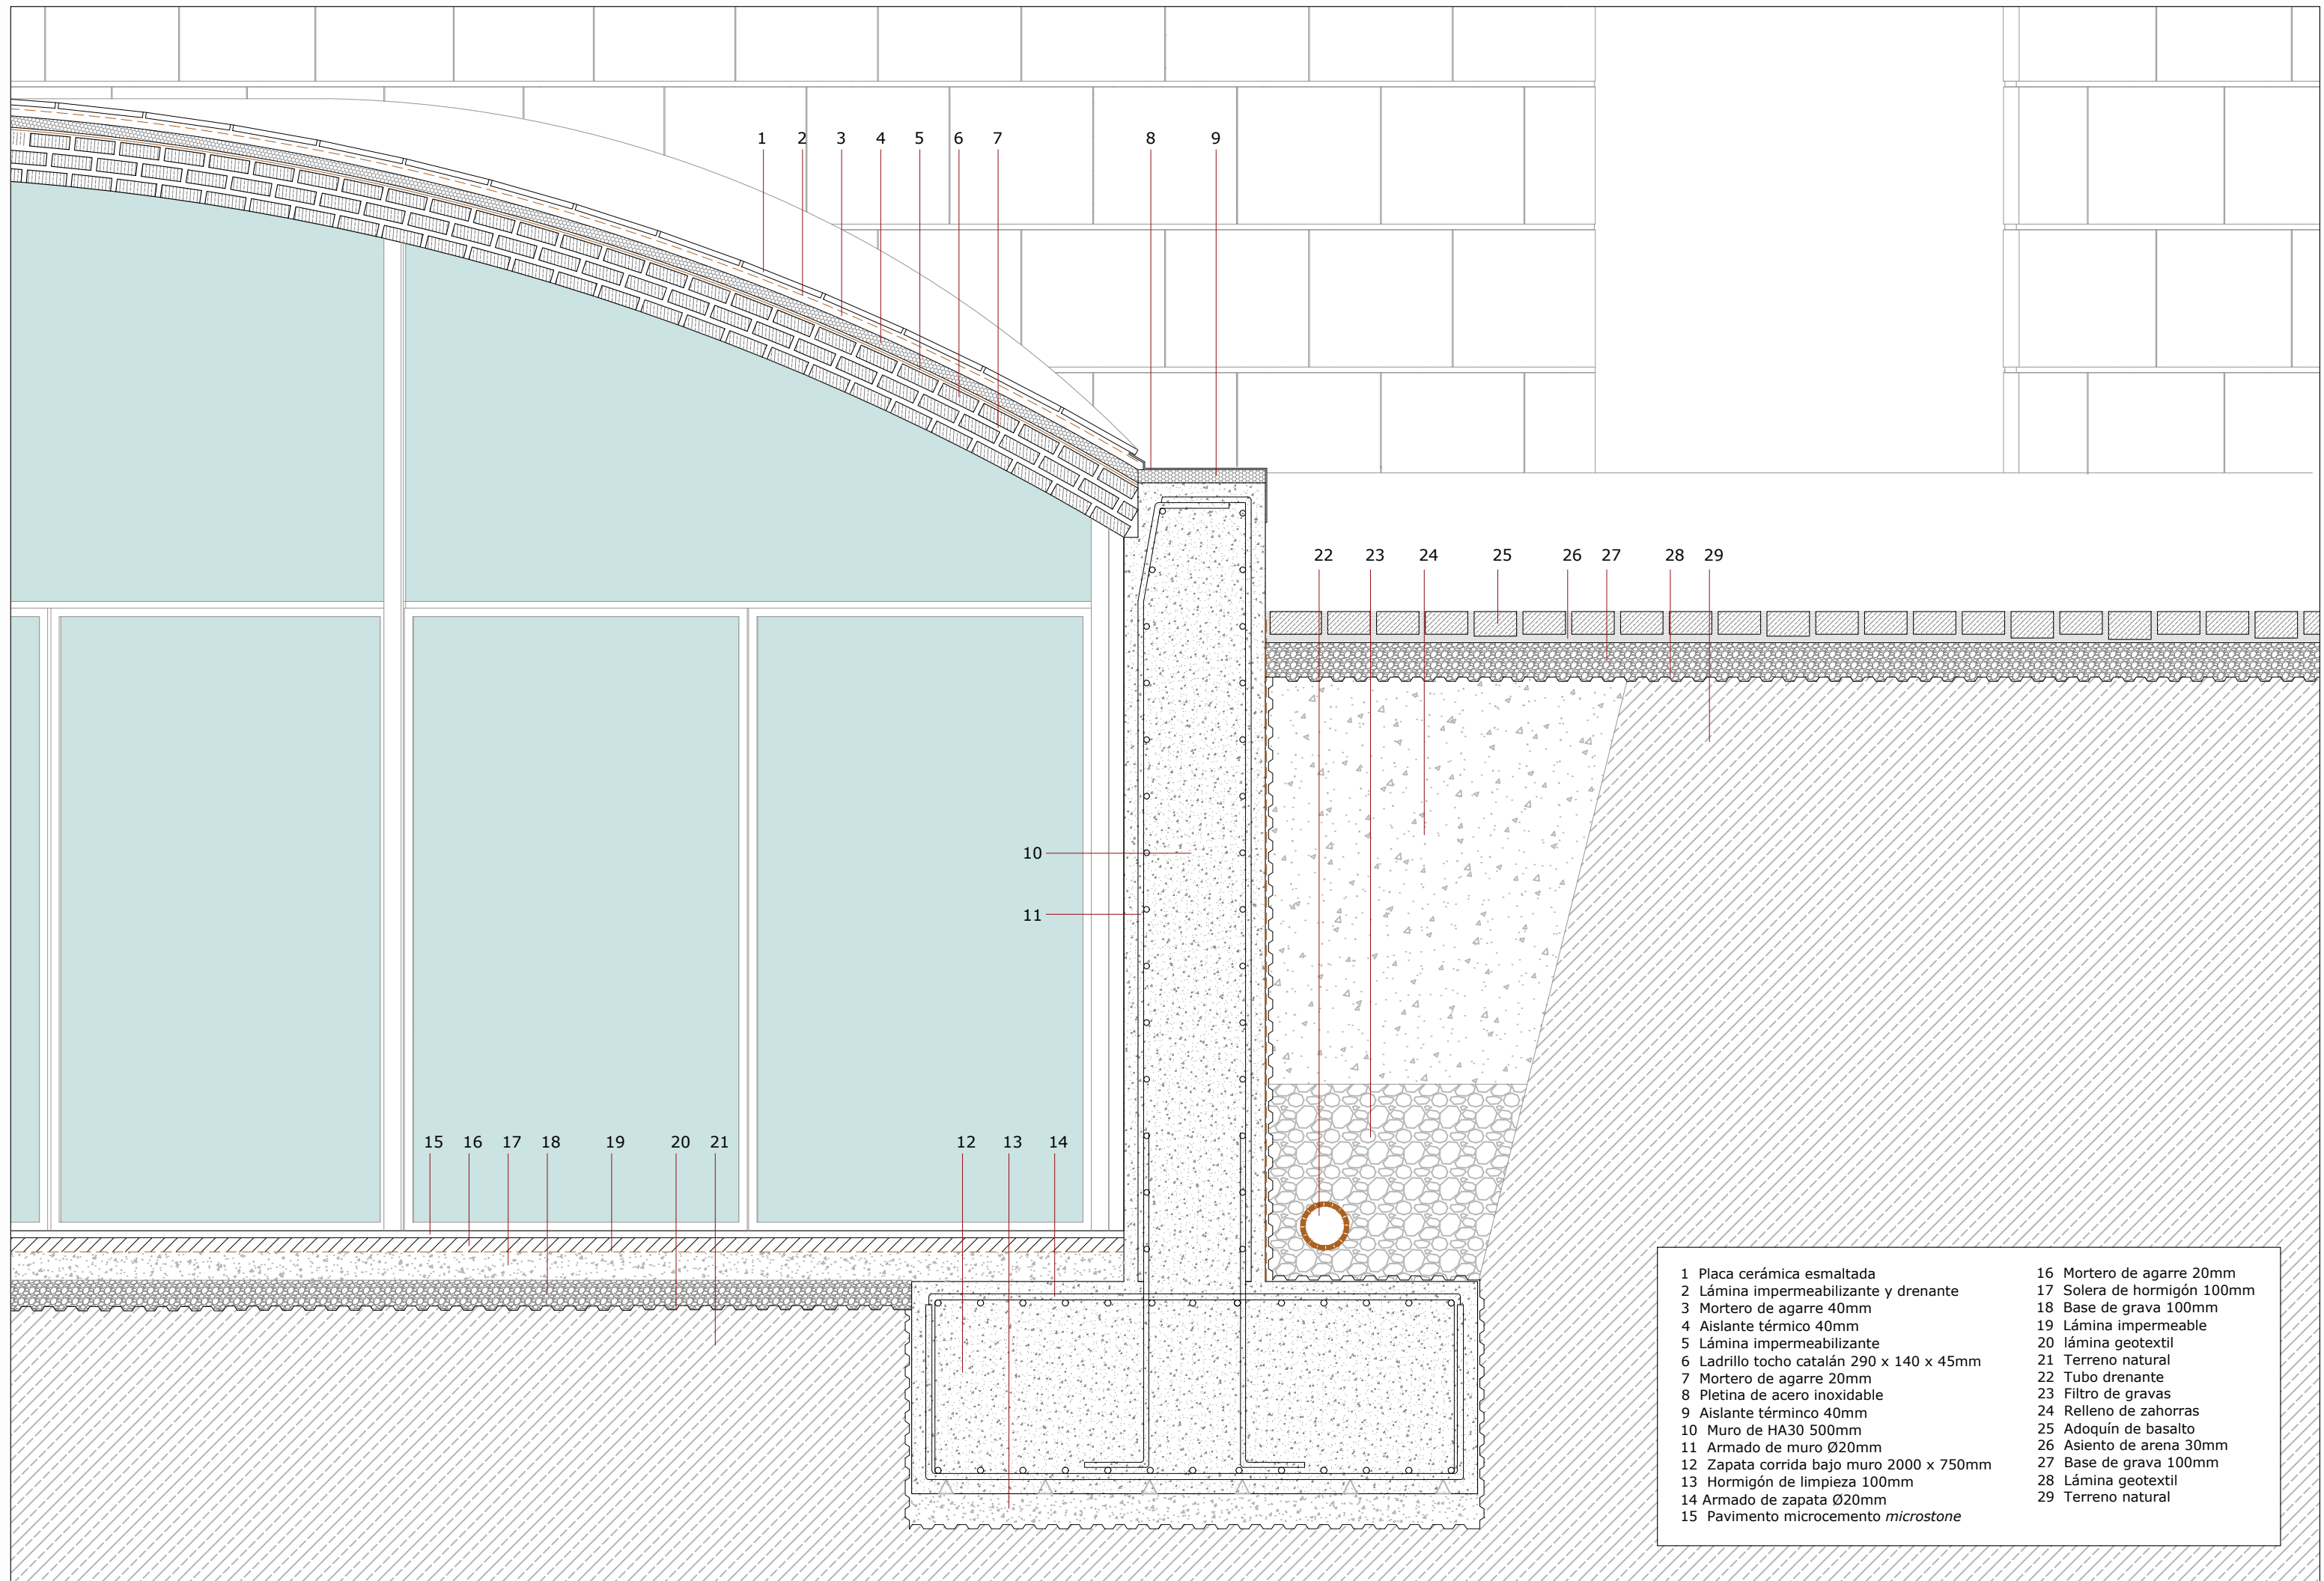 1 2 3 4 5 6 7 8 9
22 23 24 25 26 27 28 29
10
11
15 16 17 18 19 20 21 12 13 14
1 Placa cerámica esmaltada
2 Lámina impermeabilizante y drenante
3 Mortero de agarre 40mm
4 Aislante térmico 40mm
5 Lámina impermeabilizante
6 Ladrillo tocho catalán 290 x 140 x 45mm
7 Mortero de agarre 20mm
8 Pletina de acero inoxidable
9 Aislante términco 40mm
10 Muro de HA30 500mm
11 Armado de muro Ø20mm
12 Zapata corrida bajo muro 2000 x 750mm
13 Hormigón de limpieza 100mm
14 Armado de zapata Ø20mm
15 Pavimento microcemento microstone
16 Mortero de agarre 20mm
17 Solera de hormigón 100mm
18 Base de grava 100mm
19 Lámina impermeable
20 lámina geotextil
21 Terreno natural
22 Tubo drenante
23 Filtro de gravas
24 Relleno de zahorras
25 Adoquín de basalto
26 Asiento de arena 30mm
27 Base de grava 100mm
28 Lámina geotextil
29 Terreno natural